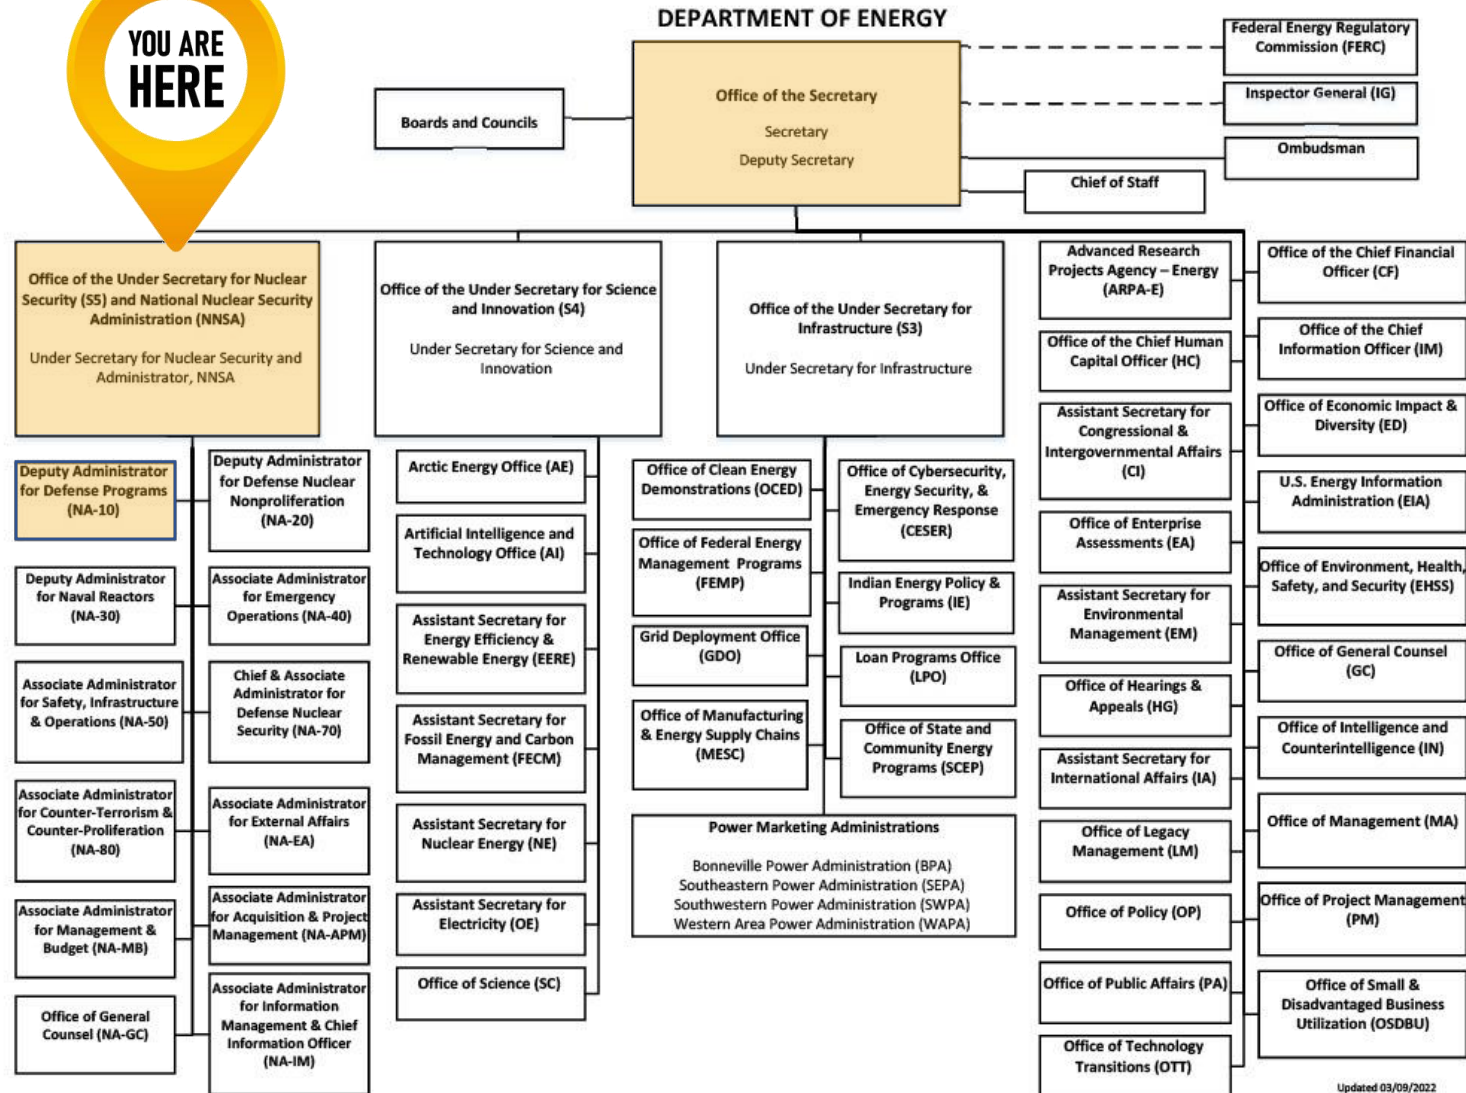 YOU ARE
HERE
DEPARTMENT OF ENERGY
Boards and Councils
Office of the Secretary
Secretary
Deputy Secretary
Federal Energy Regulatory
Commission (FERC)
Inspector General (IG)
Ombudsman
Chief of Staff
Office of the Under Secretary for Nuclear
Security (S5) and National Nuclear Security
Administration (NNSA)
Under Secretary for Nuclear Security and
Administrator, NNSA
Deputy Administrator
for Defense Programs
(NA-10)
Deputy Administrator
for Defense Nuclear
Nonproliferation
(NA-20)
Deputy Administrator
for Naval Reactors
(NA-30)
Associate Administrator
for Emergency
Operations (NA-40)
Associate Administrator
for Safety, Infrastructure
& Operations (NA-50)
Chief & Associate
Administrator for
Defense Nuclear
Security (NA-70)
Associate Administrator
for Counter-Terrorism &
Counter-Proliferation
(NA-80)
Associate Administrator
for External Affairs
(NA-EA)
Associate Administrator
for Management &
Budget (NA-MB)
Associate Administrator
for Acquisition & Project
Management (NA-APM)
Office of General
Counsel (NA-GC)
Associate Administrator
for Information
Management & Chief
Information Officer
(NA-IM)
Office of the Under Secretary for Science
and Innovation (S4)
Under Secretary for Science and
Innovation
Arctic Energy Office (AE)
Artificial Intelligence and
Technology Office (AI)
Assistant Secretary for
Energy Efficiency &
Renewable Energy (EERE)
Assistant Secretary for
Fossil Energy and Carbon
Management (FECM)
Assistant Secretary for
Nuclear Energy (NE)
Assistant Secretary for
Electricity (OE)
Office of Science (SC)
Office of the Under Secretary for
Infrastructure (S3)
Under Secretary for Infrastructure
Office of Clean Energy
Demonstrations (OCED)
Office of Cybersecurity,
Energy Security, &
Emergency Response
(CESER)
Office of Federal Energy
Management Programs
(FEMP)
Indian Energy Policy &
Programs (IE)
Grid Deployment Office
(GDO)
Loan Programs Office
(LPO)
Office of Manufacturing
& Energy Supply Chains
(MESC)
Office of State and
Community Energy
Programs (SCEP)
Power Marketing Administrations
Bonneville Power Administration (BPA)
Southeastern Power Administration (SEPA)
Southwestern Power Administration (SWPA)
Western Area Power Administration (WAPA)
Advanced Research
Projects Agency – Energy
(ARPA-E)
Office of the Chief Financial
Officer (CF)
Office of the Chief Human
Capital Officer (HC)
Office of the Chief
Information Officer (IM)
Assistant Secretary for
Congressional &
Intergovernmental Affairs
(CI)
Office of Economic Impact &
Diversity (ED)
U.S. Energy Information
Administration (EIA)
Office of Enterprise
Assessments (EA)
Office of Environment, Health,
Safety, and Security (EHSS)
Assistant Secretary for
Environmental
Management (EM)
Office of General Counsel
(GC)
Office of Hearings &
Appeals (HG)
Office of Intelligence and
Counterintelligence (IN)
Assistant Secretary for
International Affairs (IA)
Office of Management (MA)
Office of Legacy
Management (LM)
Office of Project Management
(PM)
Office of Policy (OP)
Office of Public Affairs (PA)
Office of Small &
Disadvantaged Business
Utilization (OSDBU)
Office of Technology
Transitions (OTT)
Updated 03/09/2022